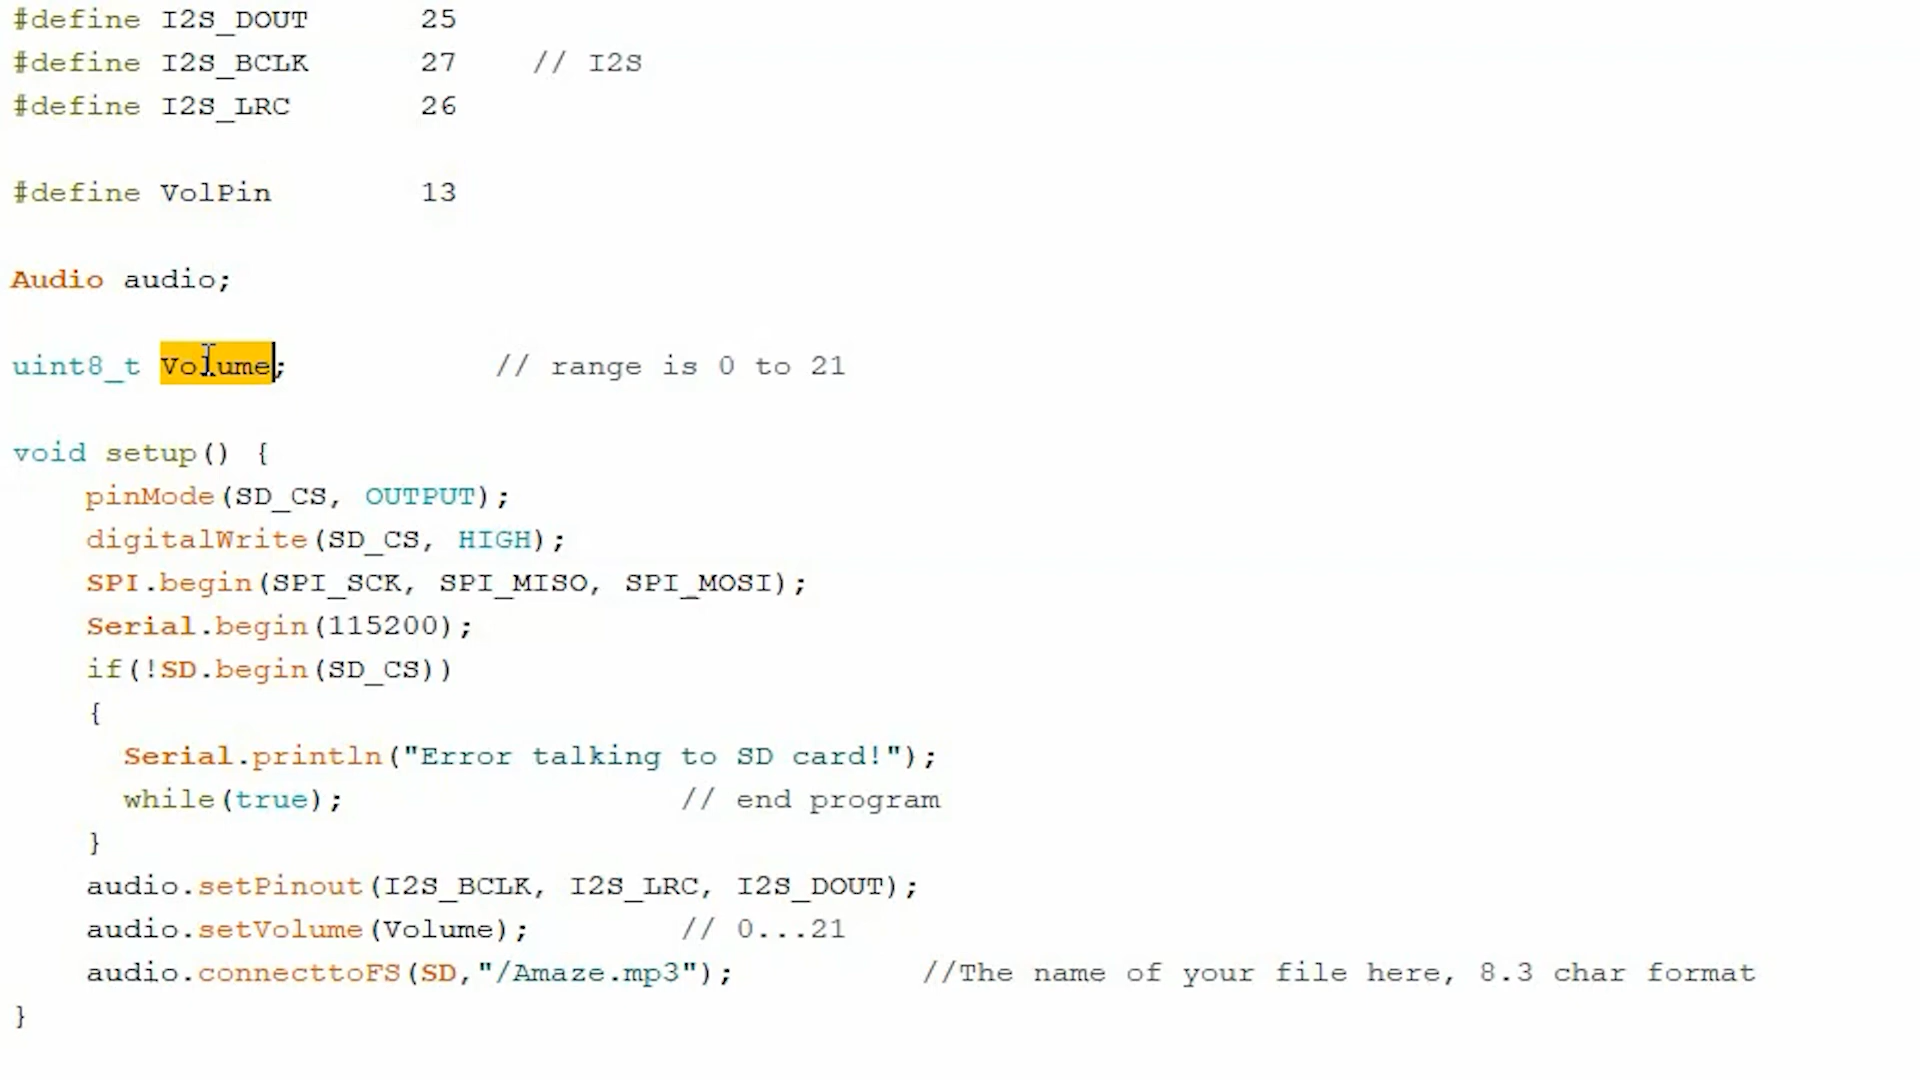 #define I2S_DOUT      25
#define I2S_BCLK      27    // I2S
#define I2S_LRC       26
#define VolPin        13
Audio audio;
uint8_t Volume;           // range is 0 to 21
void setup() {
    pinMode(SD_CS, OUTPUT);
    digitalWrite(SD_CS, HIGH);
    SPI.begin(SPI_SCK, SPI_MISO, SPI_MOSI);
    Serial.begin(115200);
    if(!SD.begin(SD_CS))
    {
      Serial.println("Error talking to SD card!");
      while(true);                  // end program
    }
    audio.setPinout(I2S_BCLK, I2S_LRC, I2S_DOUT);
    audio.setVolume(Volume);        // 0...21
    audio.connecttoFS(SD,"/Amaze.mp3");          //The name of your file here, 8.3 char format
}